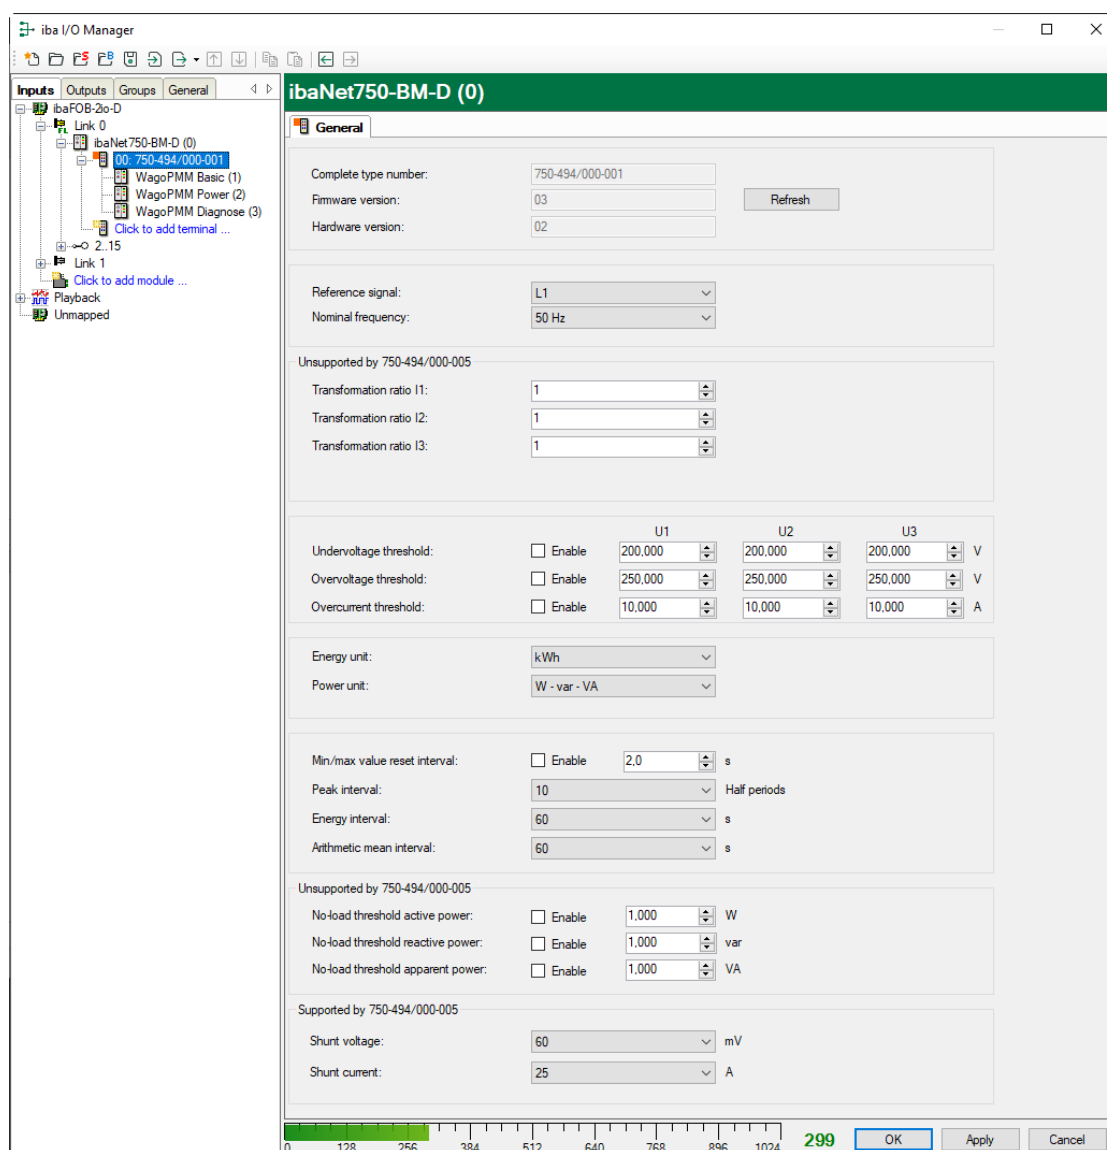 iba I/O Manager
Inputs Outputs Groups General
ibaFOB-2io-D
Link 0
ibaNet750-BM-D (0)
00: 750-494/000-001
WagoPMM Basic (1)
WagoPMM Power (2)
WagoPMM Diagnose (3)
Click to add terminal ...
2..15
Link 1
Click to add module ...
Playback
Unmapped
ibaNet750-BM-D (0)
General
Complete type number: 750-494/000-001
Firmware version: 03 Refresh
Hardware version: 02
Reference signal: L1
Nominal frequency: 50 Hz
Unsupported by 750-494/000-005
Transformation ratio I1: 1
Transformation ratio I2: 1
Transformation ratio I3: 1
U1 U2 U3
Undervoltage threshold: Enable 200,000 200,000 200,000 V
Overvoltage threshold: Enable 250,000 250,000 250,000 V
Overcurrent threshold: Enable 10,000 10,000 10,000 A
Energy unit: kWh
Power unit: W - var - VA
Min/max value reset interval: Enable 2,0 s
Peak interval: 10 Half periods
Energy interval: 60 s
Arithmetic mean interval: 60 s
Unsupported by 750-494/000-005
No-load threshold active power: Enable 1,000 W
No-load threshold reactive power: Enable 1,000 var
No-load threshold apparent power: Enable 1,000 VA
Supported by 750-494/000-005
Shunt voltage: 60 mV
Shunt current: 25 A
0 128 256 384 512 640 768 896 1024 299 OK Apply Cancel